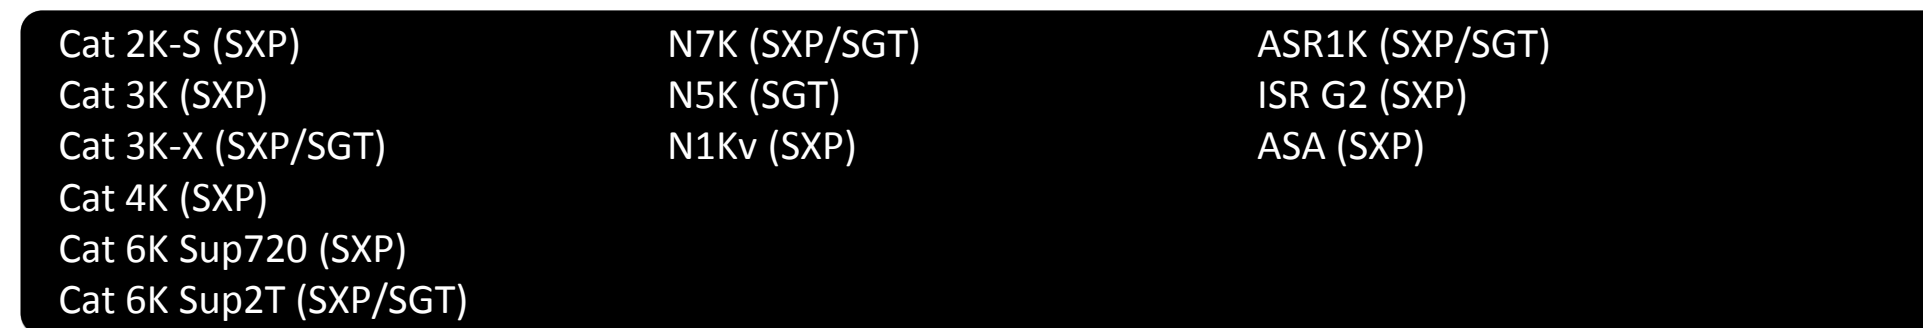 Cat 2K-S (SXP)
Cat 3K (SXP)
Cat 3K-X (SXP/SGT)
Cat 4K (SXP)
Cat 6K Sup720 (SXP)
Cat 6K Sup2T (SXP/SGT)
N7K (SXP/SGT)
N5K (SGT)
N1Kv (SXP)
ASR1K (SXP/SGT)
ISR G2 (SXP)
ASA (SXP)